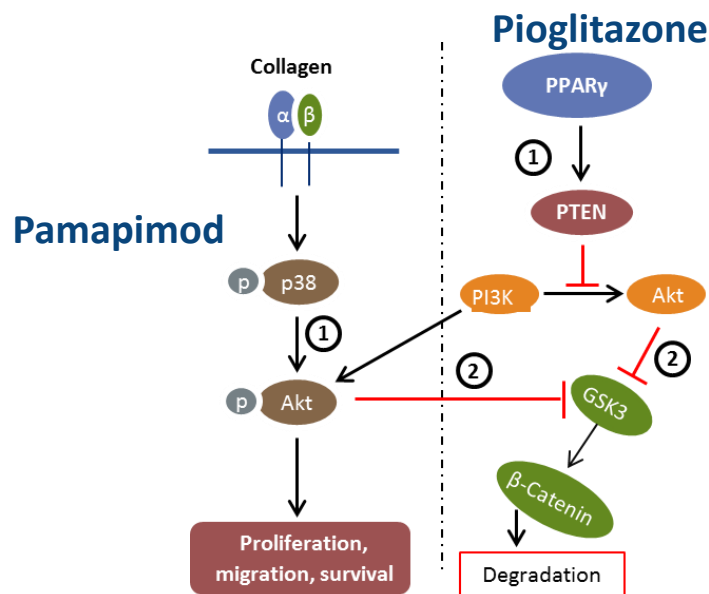 Pioglitazone
Collagen
α
β
PPARγ
1
PTEN
Pamapimod
p
p38
PI3K
Akt
1
2
2
p
Akt
GSK3
β-Catenin
Proliferation,
migration, survival
Degradation